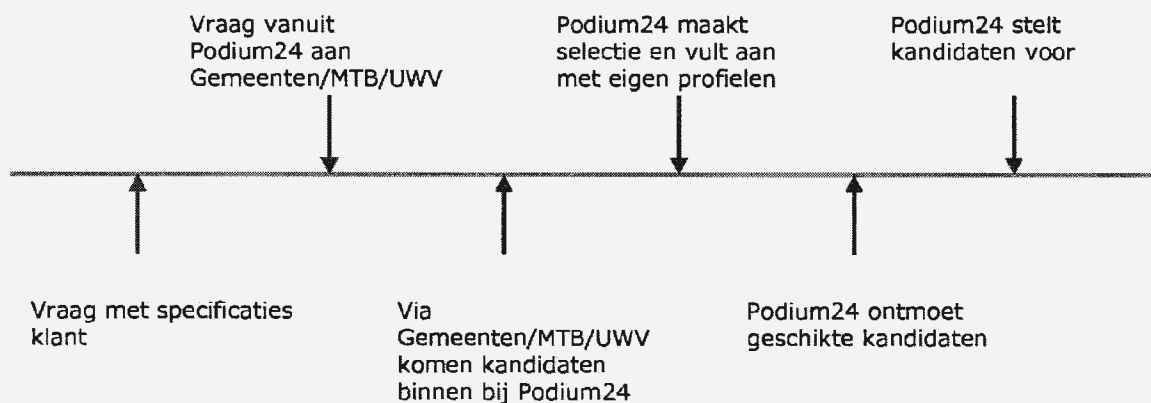 Vraag vanuit
Podium24 aan
Gemeenten/MTB/UWV
Podium24 maakt
selectie en vult aan
met eigen profielen
Podium24 stelt
kandidaten voor
Vraag met specificaties
klant
Via
Gemeenten/MTB/UWV
komen kandidaten
binnen bij Podium24
Podium24 ontmoet
geschikte kandidaten